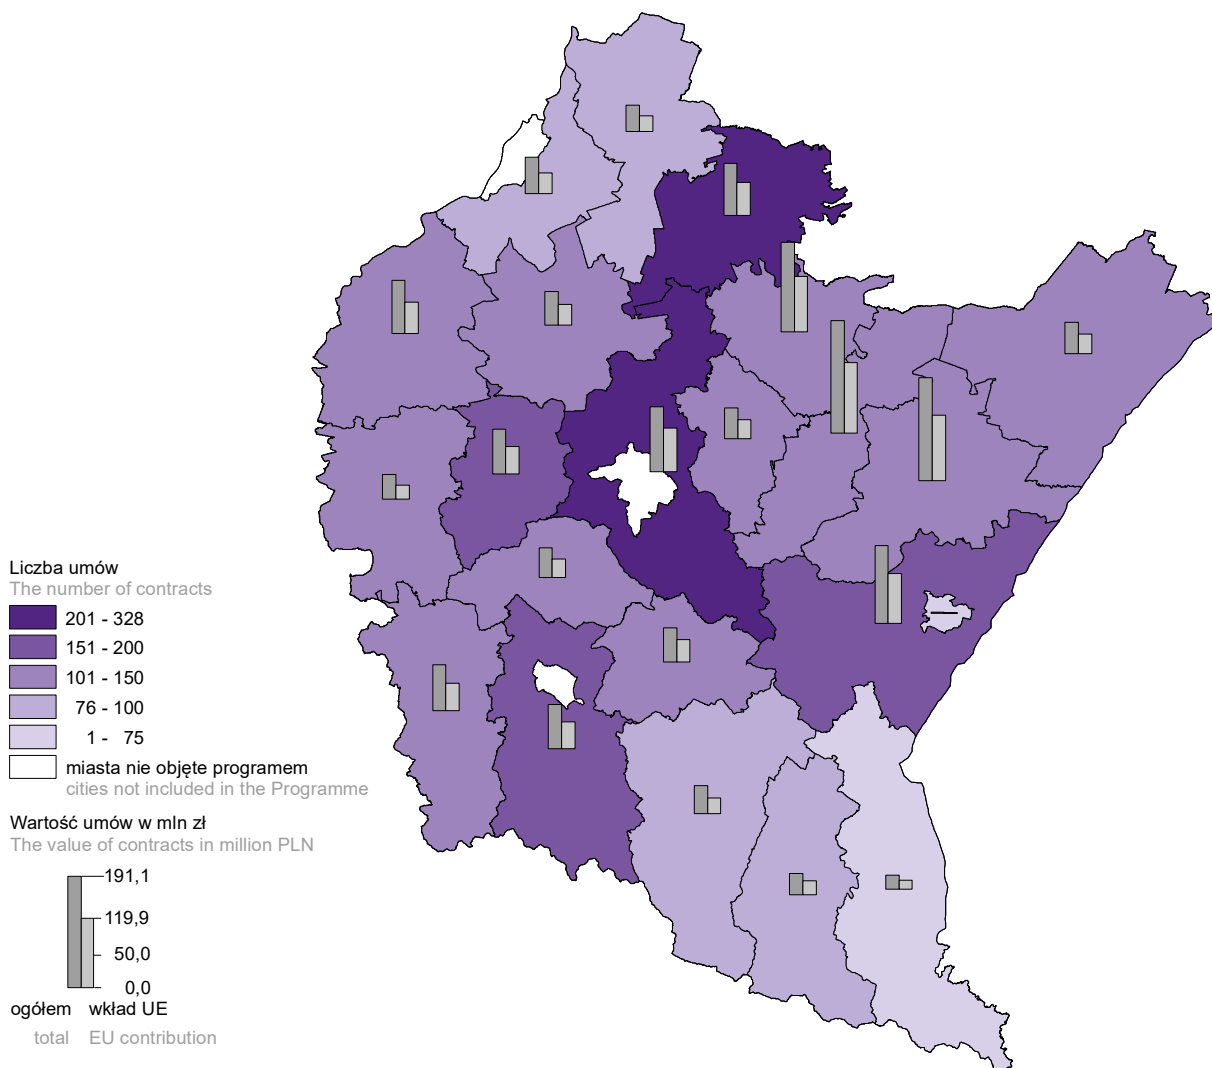 Liczba umów
The number of contracts
201 - 328
151 - 200
101 - 150
76 - 100
1 - 75
miasta nie objęte programem
cities not included in the Programme
Wartość umów w mln zł
The value of contracts in million PLN
191,1
119,9
50,0
0,0
ogółem wkład UE
total EU contribution